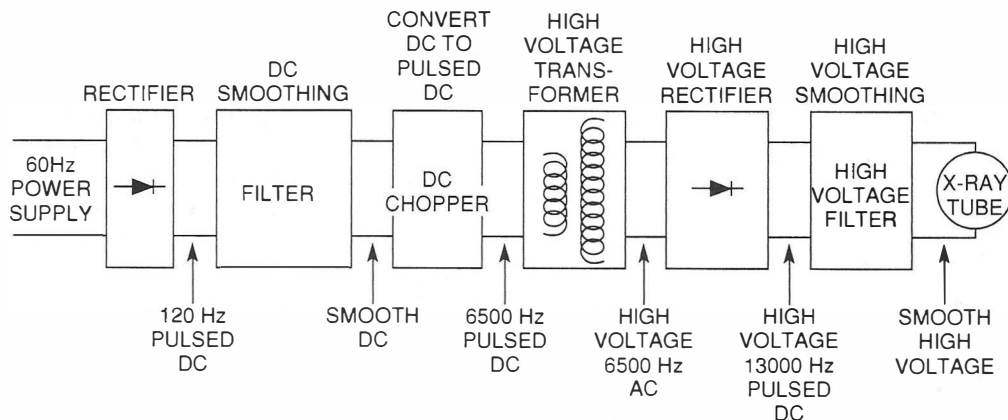 RECTIFIER
DC
SMOOTHING
CONVERT
DC TO
PULSED
DC
HIGH
VOLTAGE
TRANS-
FORMER
HIGH
VOLTAGE
RECTIFIER
HIGH
VOLTAGE
SMOOTHING
60Hz
POWER
SUPPLY
FILTER
DC
CHOPPER
HIGH
VOLTAGE
FILTER
X-RAY
TUBE
120 Hz
PULSED
DC
SMOOTH
DC
6500 Hz
PULSED
DC
HIGH
VOLTAGE
6500 Hz
AC
HIGH
VOLTAGE
13000 Hz
PULSED
DC
SMOOTH
HIGH
VOLTAGE